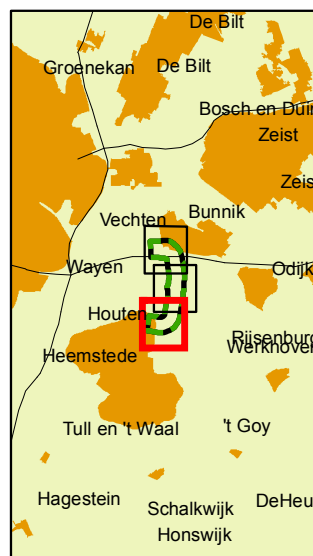 De Bilt
Groenekan
De Bilt
Bosch en Duin
Zeist
Zeis
Bunnik
Vechten
Wayen
Odijk
Houten
Rijsenburg
Werkhoven
Heemstede
Tull en 't Waal
't Goy
Hagestein
Schalkwijk
DeHeu
Honswijk